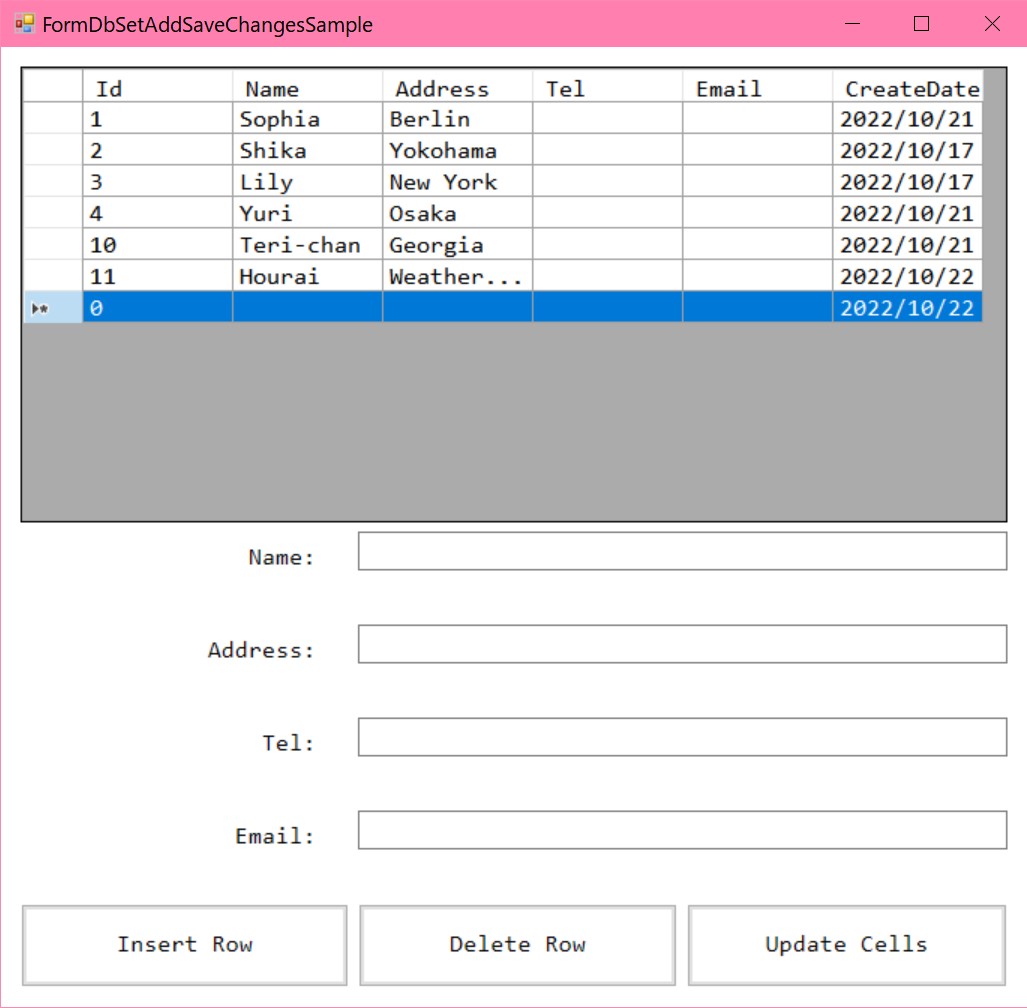 FormDbSetAddSaveChangesSample
Id Name Address Tel Email CreateDate
1 Sophia Berlin 2022/10/21
2 Shika Yokohama 2022/10/17
3 Lily New York 2022/10/17
4 Yuri Osaka 2022/10/21
10 Teri-chan Georgia 2022/10/21
11 Hourai Weather... 2022/10/22
0 2022/10/22
Name:
Address:
Tel:
Email:
Insert Row Delete Row Update Cells